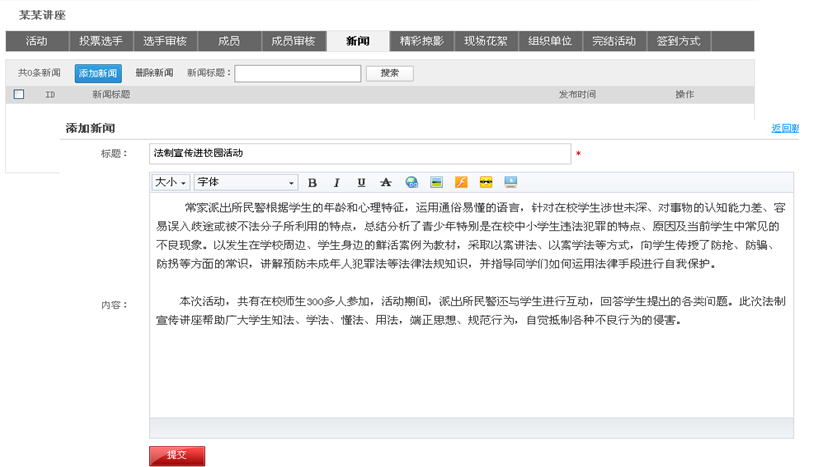 某某讲座
活动 投票选手 选手审核 成员 成员审核 新闻 精彩掠影 现场花絮 组织单位 完结活动 签到方式
共0条新闻 添加新闻 删除新闻 新闻标题： 搜索
ID 新闻标题 发布时间 操作
添加新闻 返回新
标题： 法制宣传进校园活动 *
大小 字体 B I U A
常家派出所民警根据学生的年龄和心理特征，运用通俗易懂的语言，针对在校学生涉世未深、对事物的认知能力差、容
易误入歧途或被不法分子所利用的特点，总结分析了青少年特别是在校中小学生违法犯罪的特点、原因及当前学生中常见的
不良现象。以发生在学校周边、学生身边的鲜活案例为教材，采取以案讲法、以案学法等方式，向学生传授了防抢、防骗、
防拐等方面的常识，讲解预防未成年人犯罪法等法律法规知识，并指导同学们如何运用法律手段进行自我保护。
内容：
本次活动，共有在校师生300多人参加，活动期间，派出所民警还与学生进行互动，回答学生提出的各类问题。此次法制
宣传讲座帮助广大学生知法、学法、懂法、用法，端正思想、规范行为，自觉抵制各种不良行为的侵害。
提交